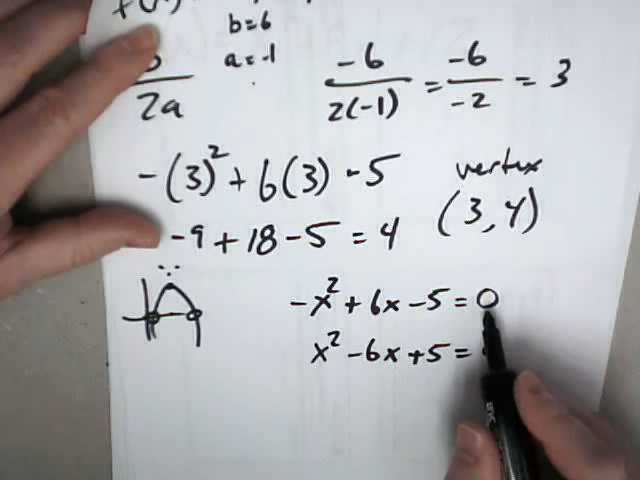 b=6
a=-1
2a
-6/2(-1) = -6/-2 = 3
-(3)²+6(3)-5
vertex
(3,4)
-9+18-5=4
-x²+6x-5=0
x²-6x+5=